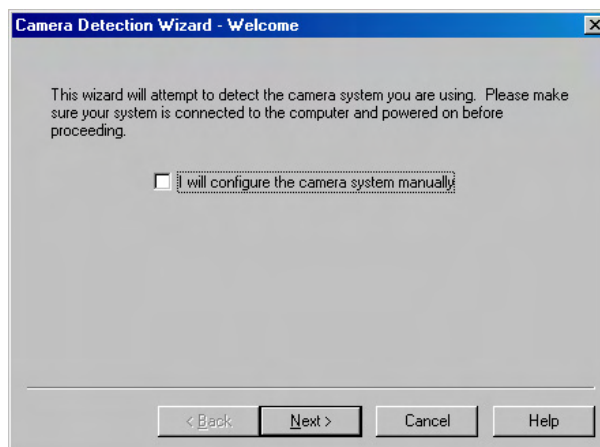 Camera Detection Wizard - Welcome
This wizard will attempt to detect the camera system you are using. Please make
sure your system is connected to the computer and powered on before
proceeding.
I will configure the camera system manually
< Back
Next >
Cancel
Help